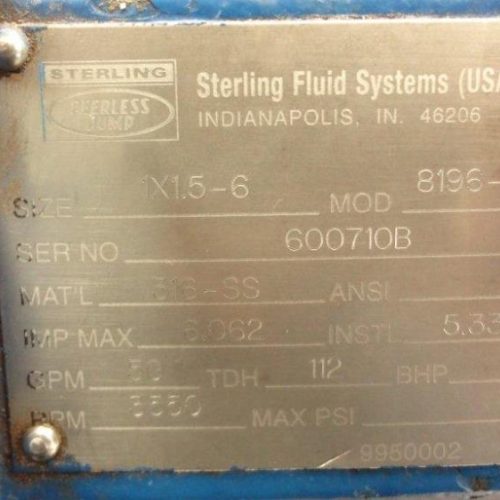 STERLING
PEERLESS
PUMP
Sterling Fluid Systems (USA
INDIANAPOLIS, IN. 46206
SIZE 1X1.5-6 MOD 8196-
SER NO 600710B
MAT'L 316-SS ANSI
IMP MAX 6.062 INSTL 5.33
GPM 50 TDH 112 BHP
RPM 3550 MAX PSI
9950002